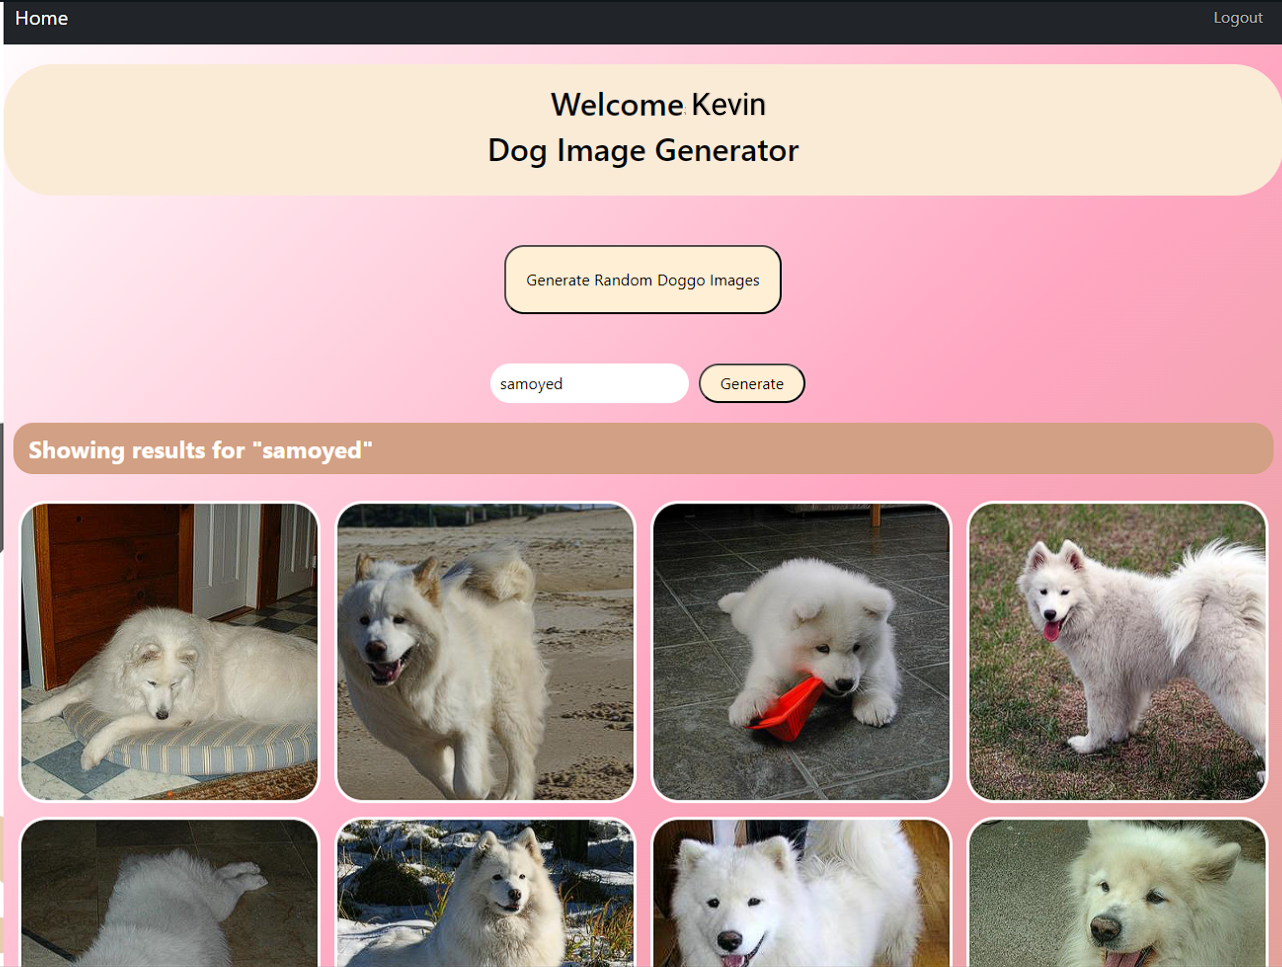 Home
Logout
Welcome Kevin
Dog Image Generator
Generate Random Doggo Images
samoyed
Generate
Showing results for "samoyed"